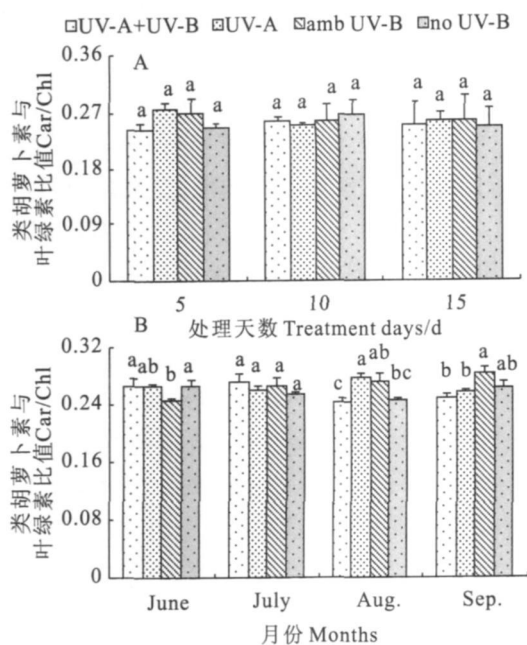 UV-A+UV-B UV-A amb UV-B no UV-B
0.36
A
a a a a a a a a a a a a
0.27
0.18
0.09
0
类胡萝卜素与
叶绿素比值Car/Chl
5 10 15
处理天数 Treatment days/d
B
0.32
a ab b a a a a a c a ab bc b b a ab
0.24
0.16
0.08
0
类胡萝卜素与
叶绿素比值Car/Chl
June July Aug. Sep.
月份 Months